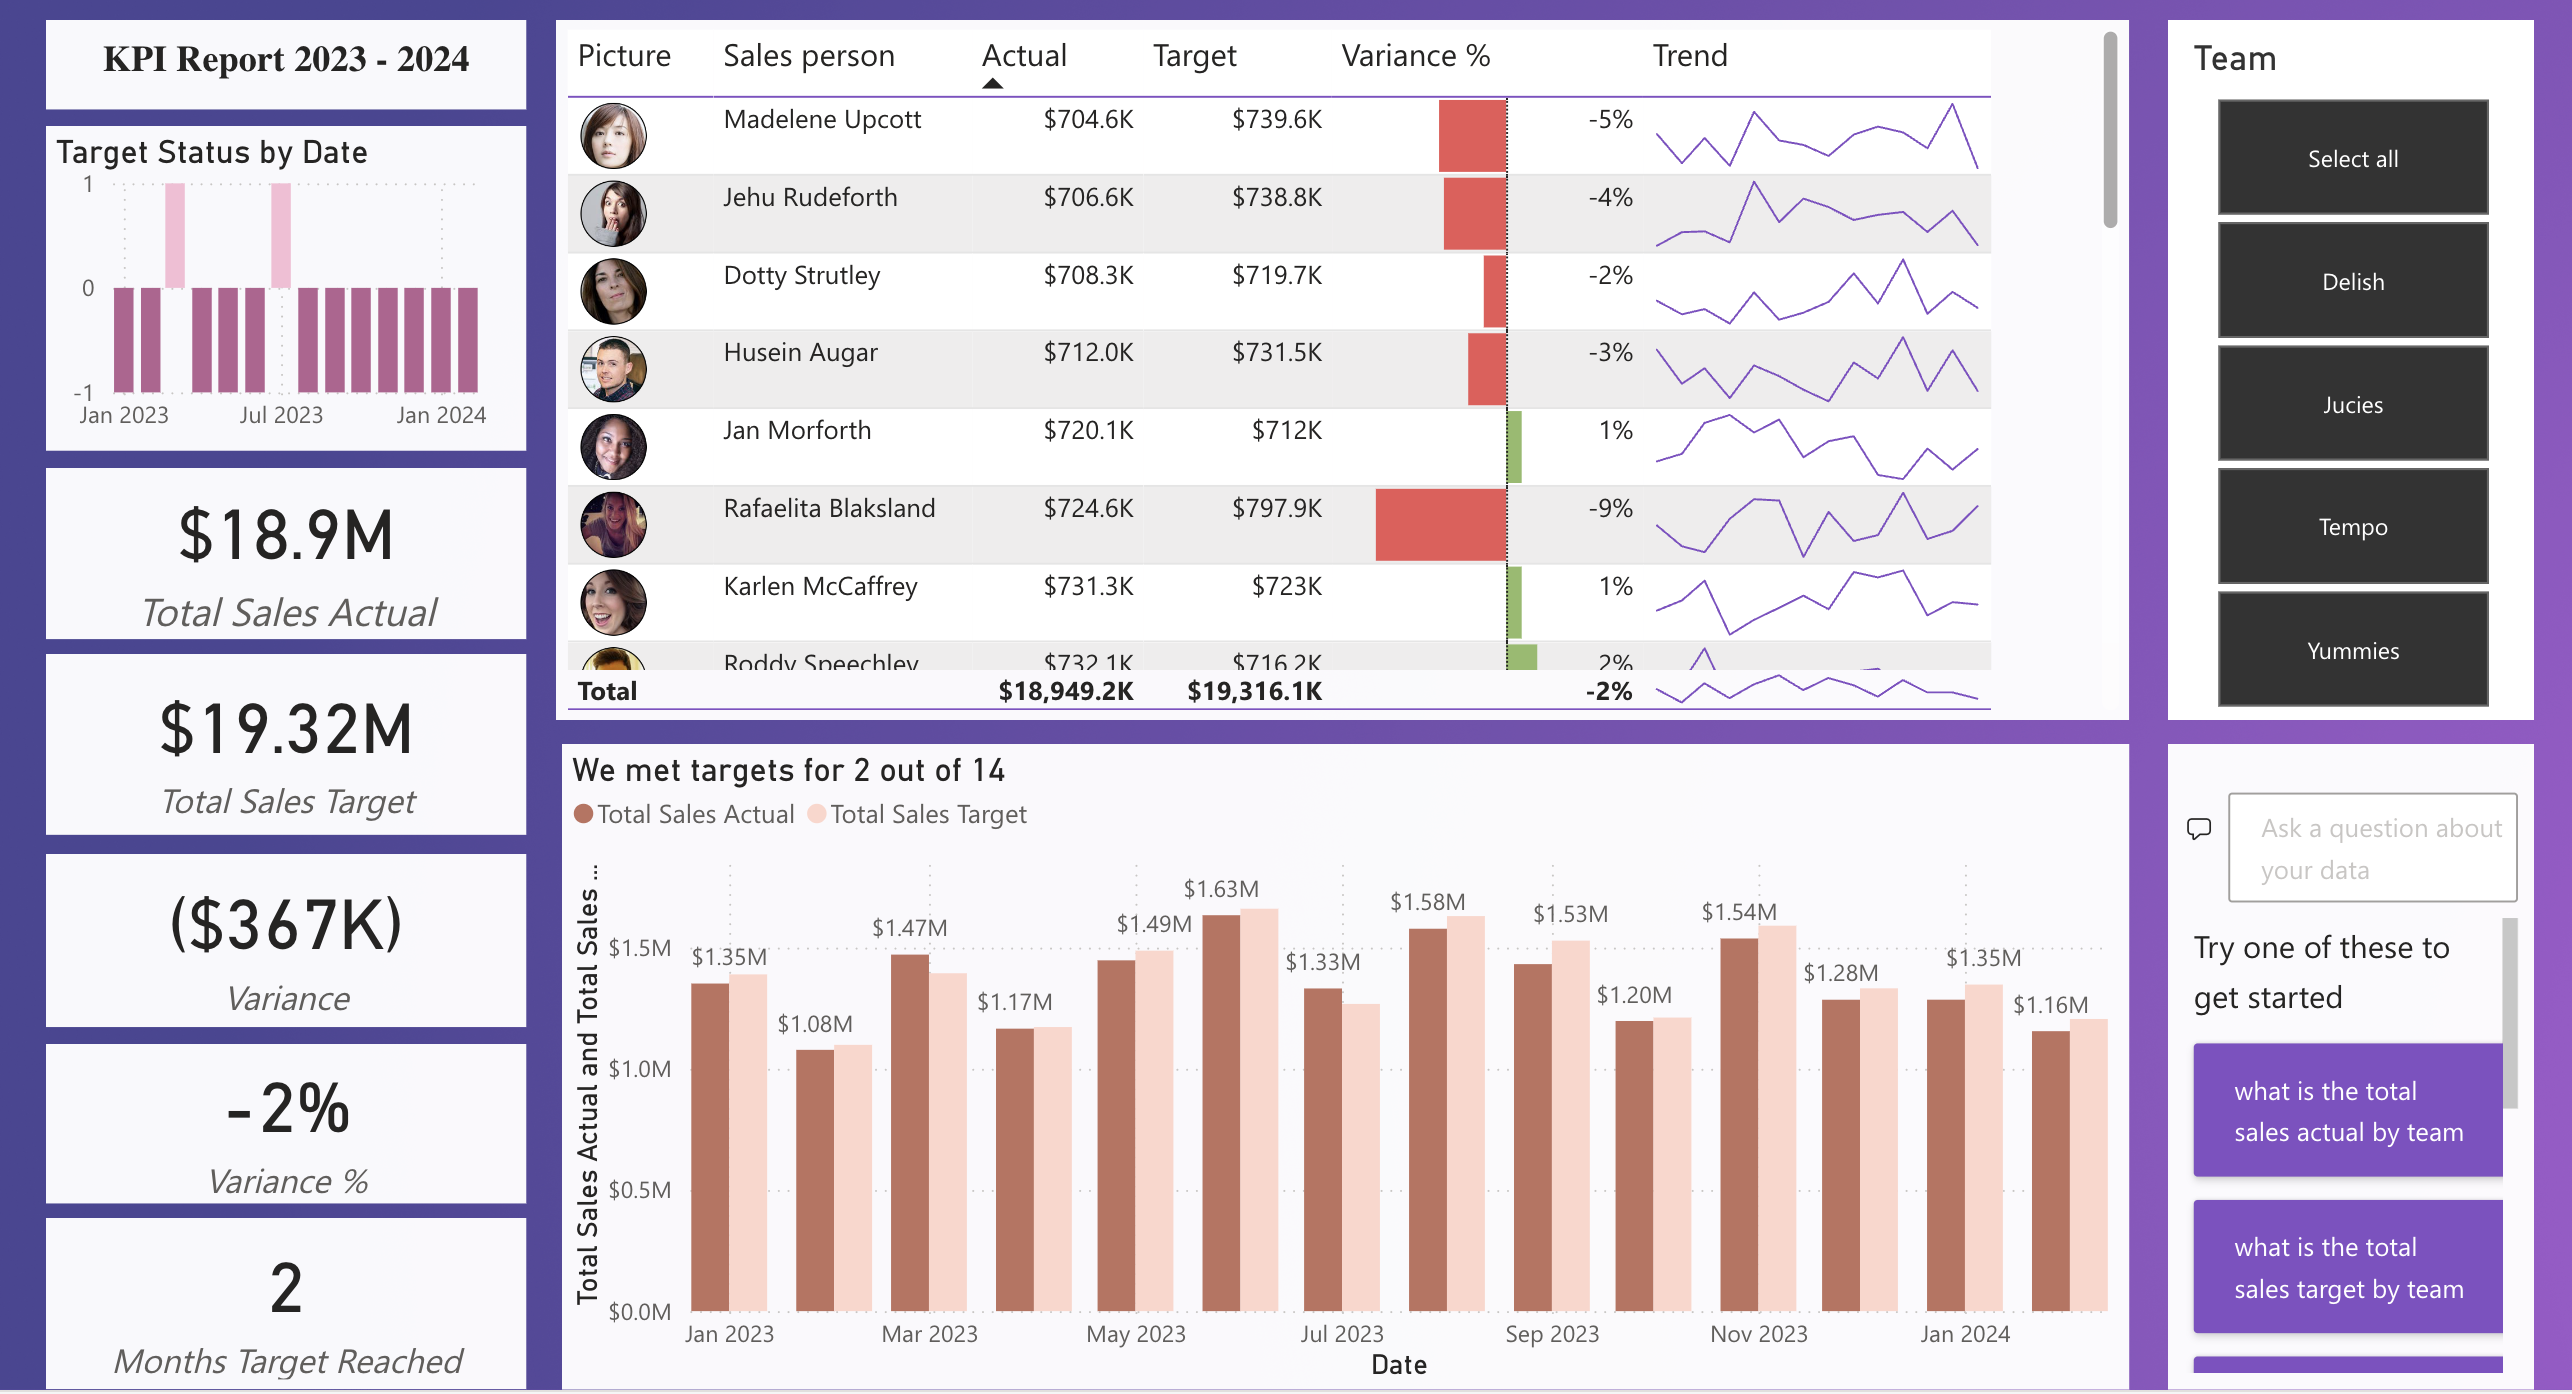 KPI Report 2023 - 2024
Target Status by Date
1
0
-1
Jan 2023 Jul 2023 Jan 2024
$18.9M
Total Sales Actual
$19.32M
Total Sales Target
($367K)
Variance
-2%
Variance %
2
Months Target Reached
Picture Sales person Actual Target Variance % Trend
Madelene Upcott $704.6K $739.6K -5%
Jehu Rudeforth $706.6K $738.8K -4%
Dotty Strutley $708.3K $719.7K -2%
Husein Augar $712.0K $731.5K -3%
Jan Morforth $720.1K $712K 1%
Rafaelita Blaksland $724.6K $797.9K -9%
Karlen McCaffrey $731.3K $723K 1%
Roddy Speechley $732.1K $716.2K 2%
Total $18,949.2K $19,316.1K -2%
We met targets for 2 out of 14
Total Sales Actual Total Sales Target
Total Sales Actual and Total Sales ...
$1.5M
$1.0M
$0.5M
$0.0M
$1.35M
$1.08M
$1.47M
$1.17M
$1.49M
$1.63M
$1.33M
$1.58M
$1.53M
$1.20M
$1.54M
$1.28M
$1.35M
$1.16M
Jan 2023 Mar 2023 May 2023 Jul 2023 Sep 2023 Nov 2023 Jan 2024
Date
Team
Select all
Delish
Jucies
Tempo
Yummies
Ask a question about
your data
Try one of these to
get started
what is the total
sales actual by team
what is the total
sales target by team